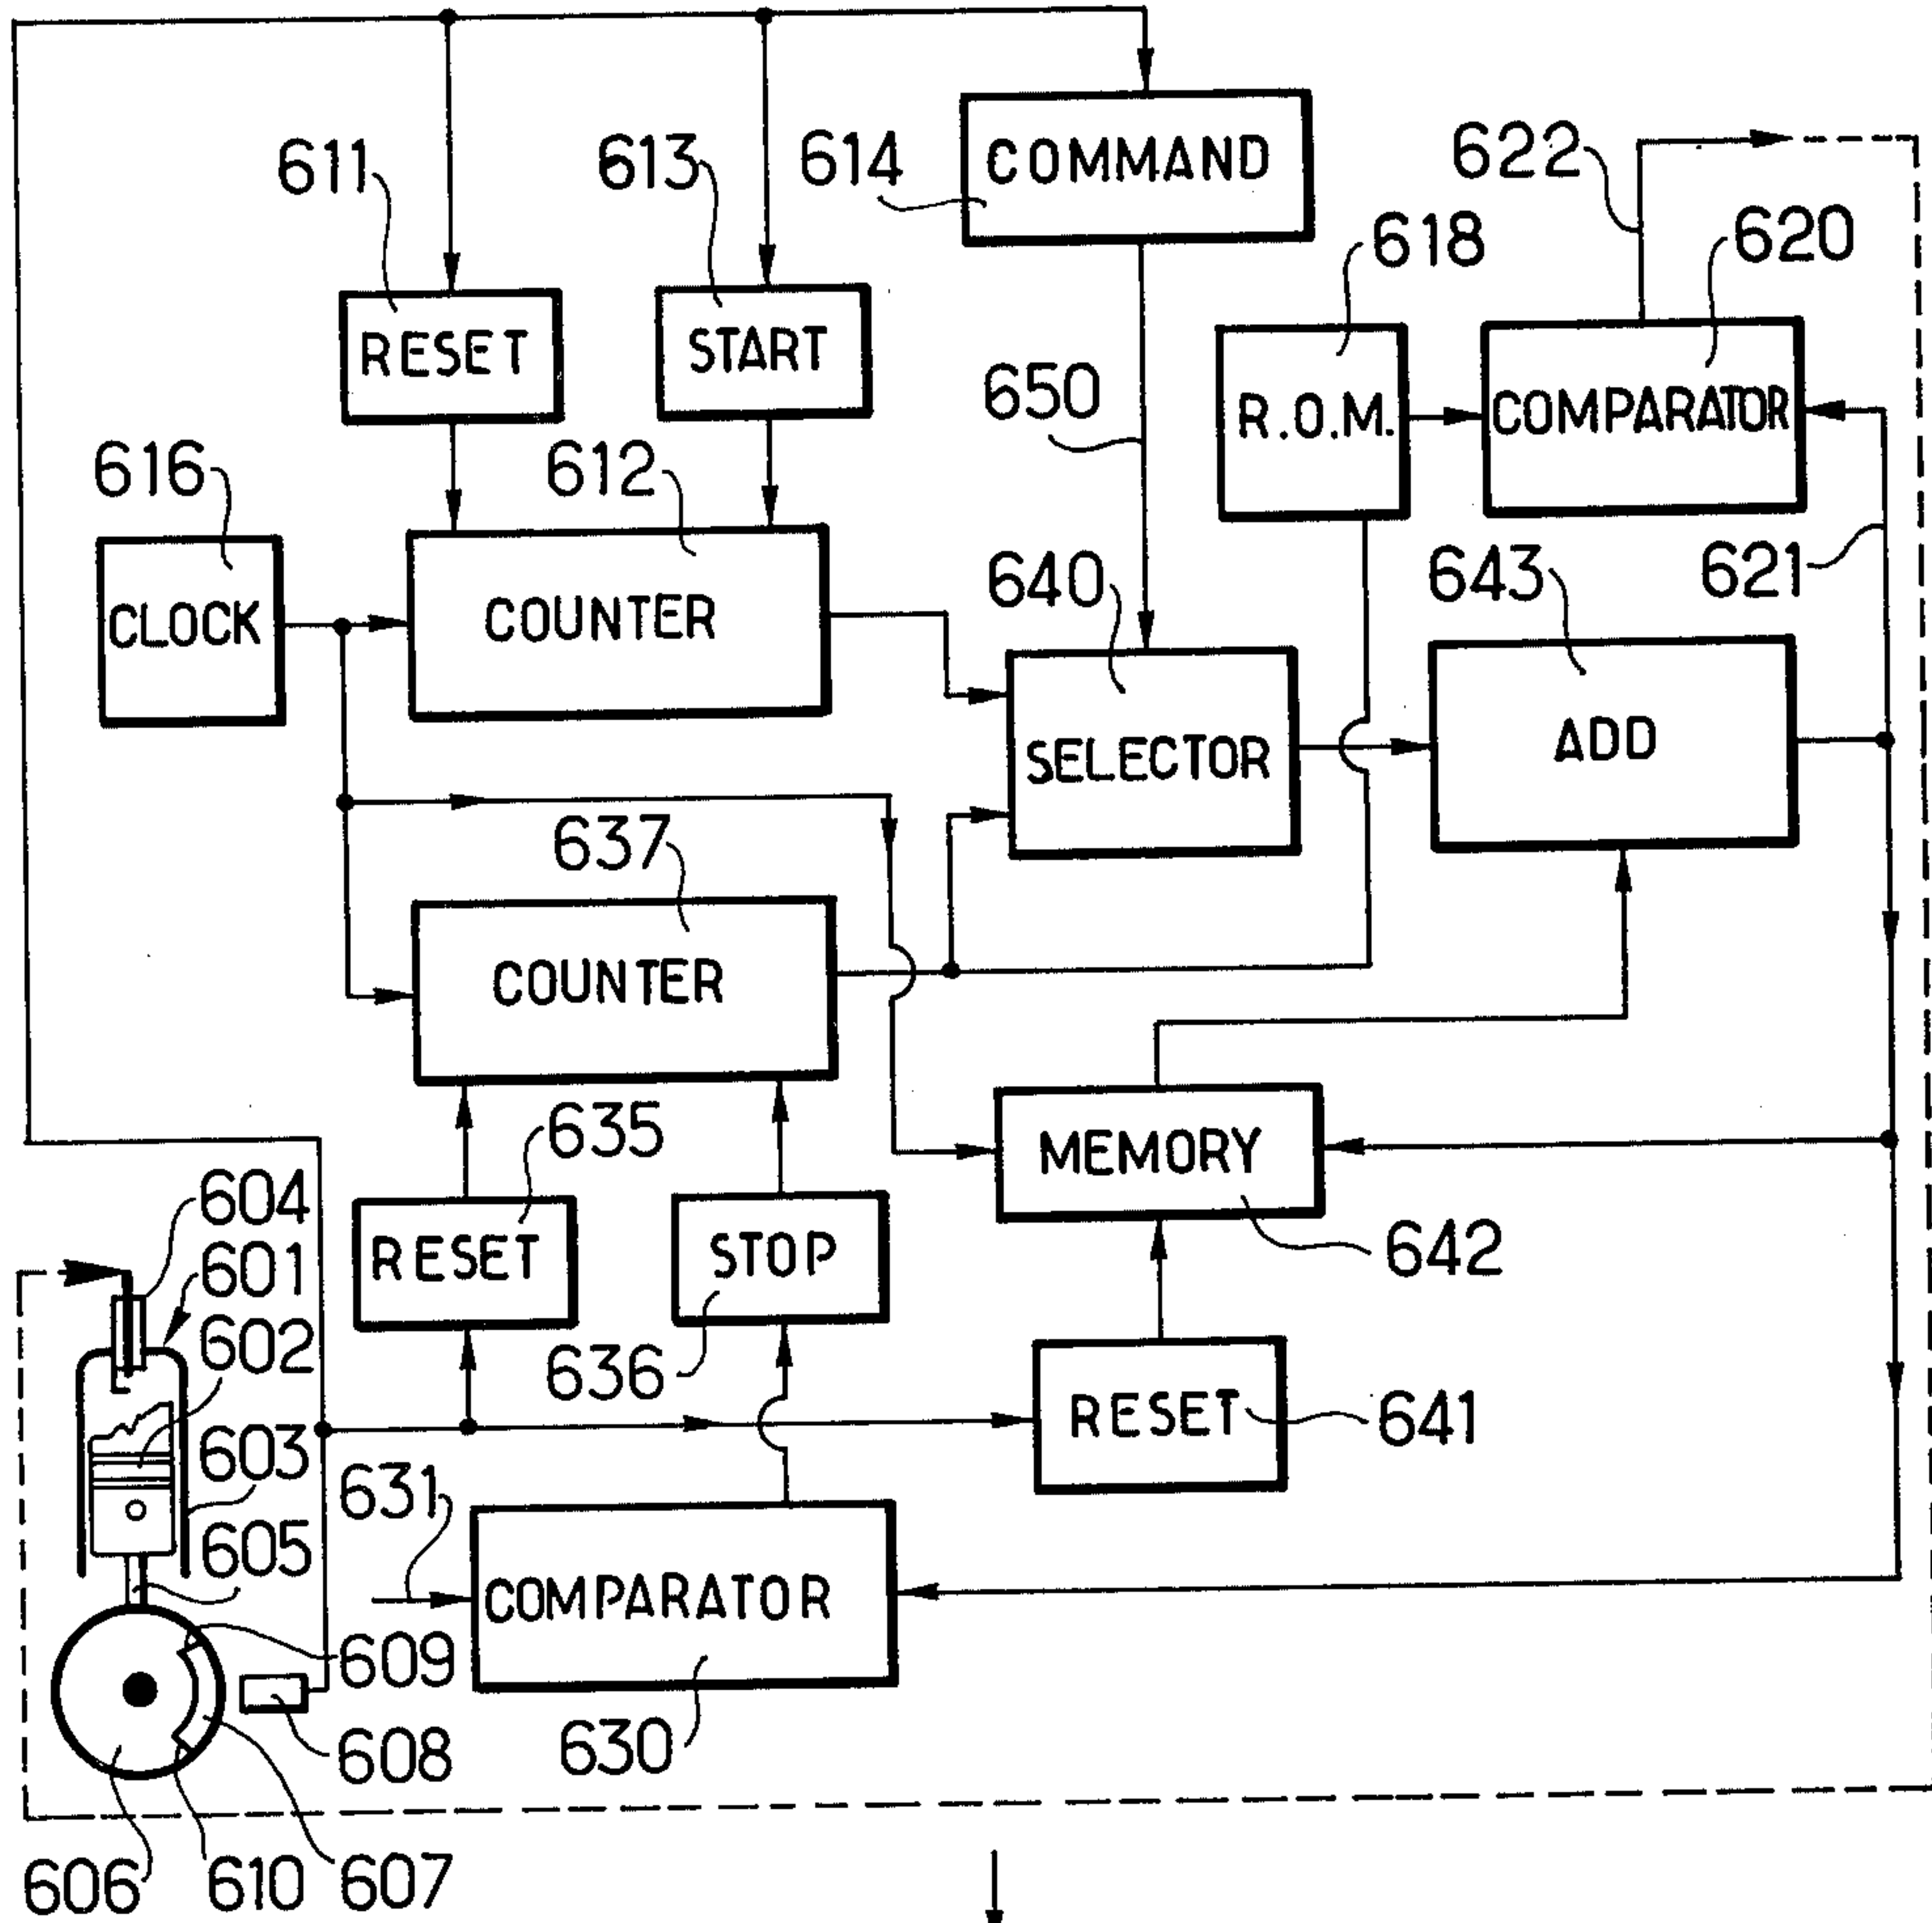 COMMAND
611
613
614
622
620
618
RESET
START
R.O.M.
COMPARATOR
650
616
612
640
643
621
CLOCK
COUNTER
SELECTOR
ADD
637
COUNTER
635
MEMORY
604
601
602
RESET
STOP
642
636
RESET
641
603
631
605
COMPARATOR
609
608
630
606
610
607